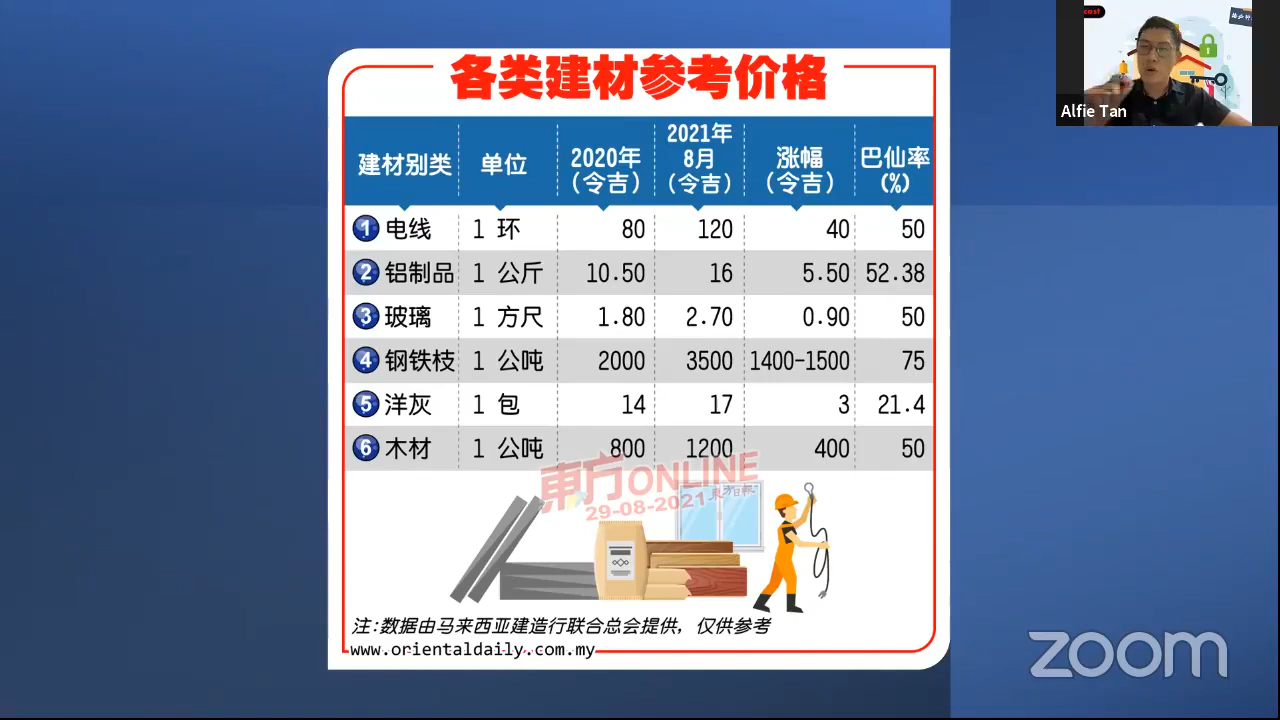 cast
Alfie Tan
各类建材参考价格
建材别类 单位 2020年(令吉) 2021年8月(令吉) 涨幅(令吉) 巴仙率(%)
1 电线 1 环 80 120 40 50
2 铝制品 1 公斤 10.50 16 5.50 52.38
3 玻璃 1 方尺 1.80 2.70 0.90 50
4 钢铁枝 1 公吨 2000 3500 1400-1500 75
5 洋灰 1 包 14 17 3 21.4
6 木材 1 公吨 800 1200 400 50
東方ONLINE
29-08-2021 東方日報
注:数据由马来西亚建造行联合总会提供，仅供参考
www.orientaldaily.com.my
zoom